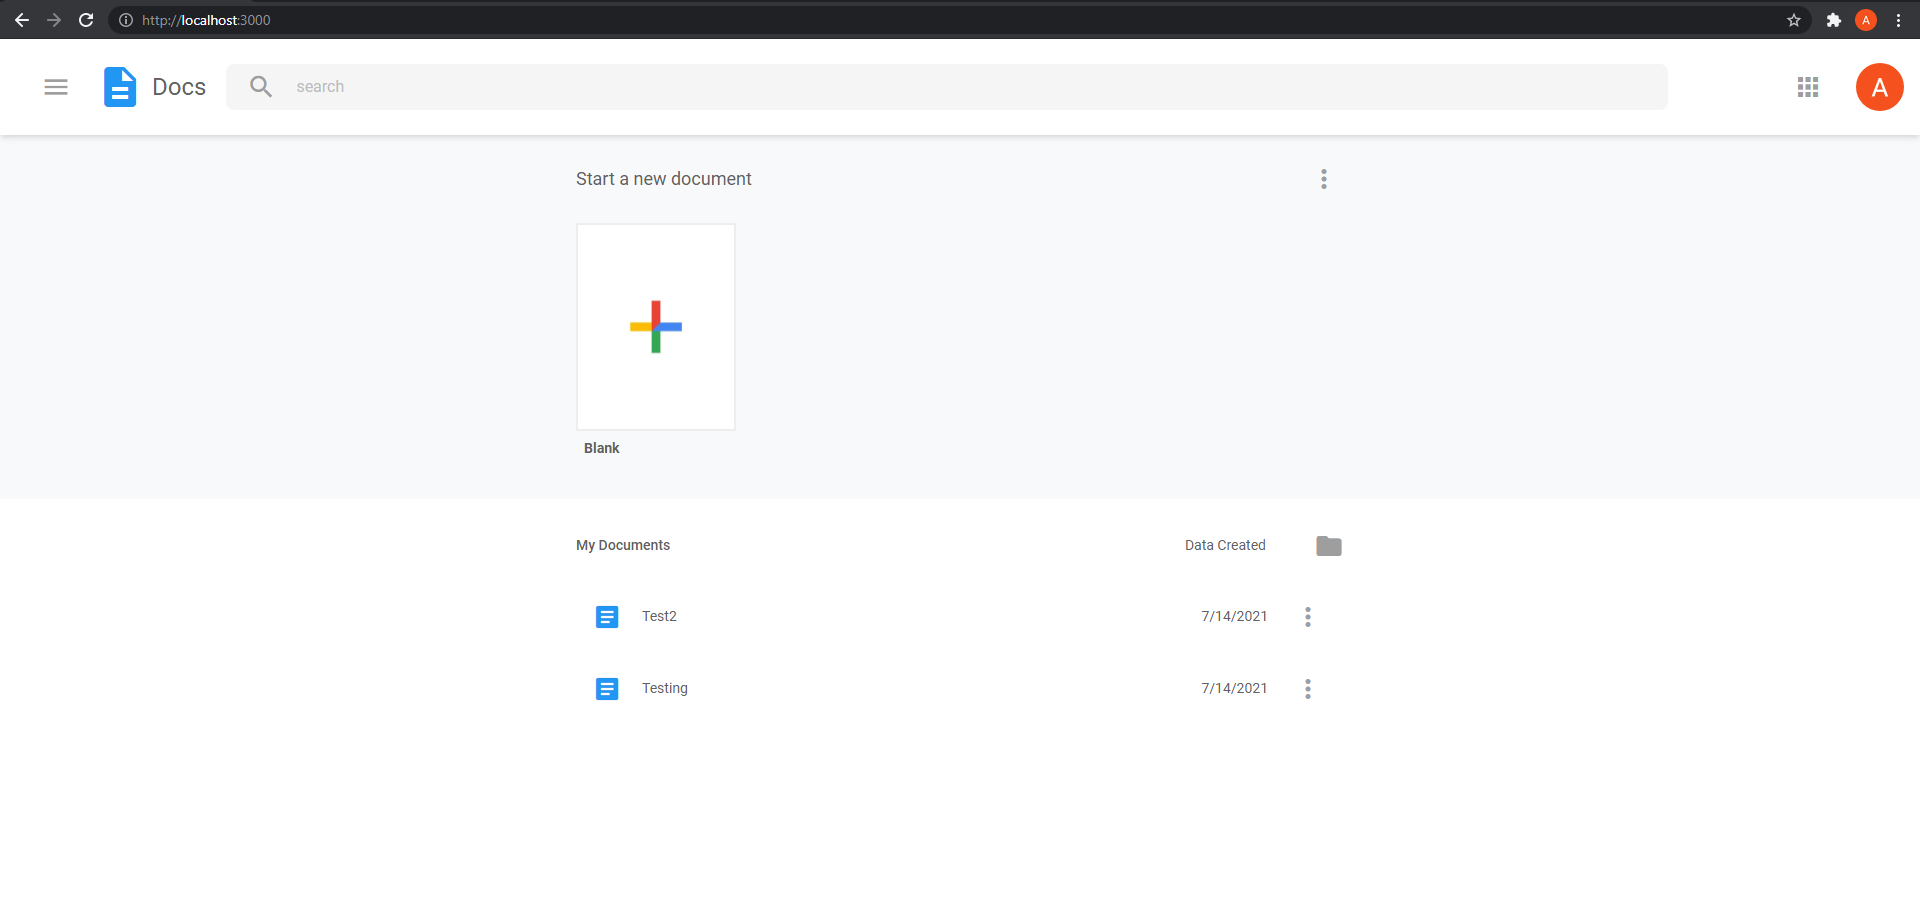 http://localhost:3000
A
Docs
search
A
Start a new document
Blank
My Documents Data Created
Test2 7/14/2021
Testing 7/14/2021